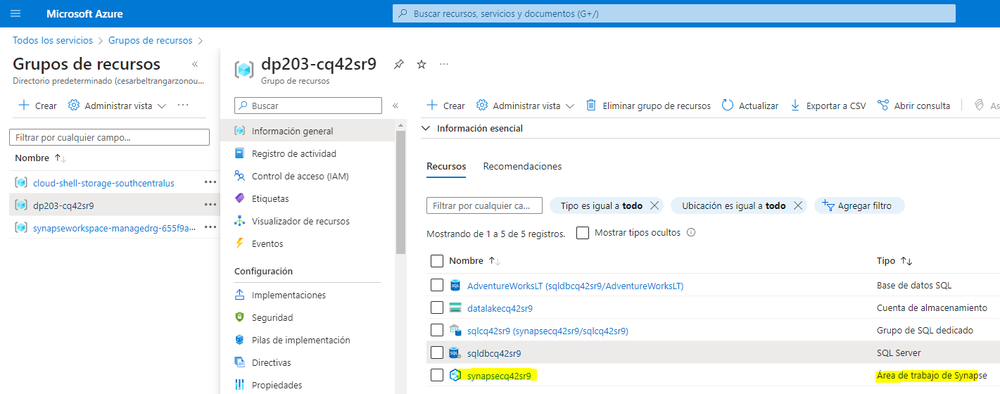 Microsoft Azure
Buscar recursos, servicios y documentos (G+/)
Todos los servicios > Grupos de recursos >
Grupos de recursos «
Directorio predeterminado (cesarbeltrangarzonou...
Crear Administrar vista ...
Filtrar por cualquier campo...
Nombre ↑↓
cloud-shell-storage-southcentralus ...
dp203-cq42sr9 ...
synapseworkspace-managedrg-655f9a... ...
dp203-cq42sr9 ...
Grupo de recursos
Buscar «
Información general
Registro de actividad
Control de acceso (IAM)
Etiquetas
Visualizador de recursos
Eventos
Configuración
Implementaciones
Seguridad
Pilas de implementación
Directivas
Propiedades
Crear Administrar vista Eliminar grupo de recursos Actualizar Exportar a CSV Abrir consulta As
Información esencial
Recursos Recomendaciones
Filtrar por cualquier ca... Tipo es igual a todo Ubicación es igual a todo Agregar filtro
Mostrando de 1 a 5 de 5 registros. Mostrar tipos ocultos
Nombre ↑↓ Tipo ↑↓
AdventureWorksLT (sqldbcq42sr9/AdventureWorksLT) Base de datos SQL
datalakecq42sr9 Cuenta de almacenamiento
sqlcq42sr9 (synapsecq42sr9/sqlcq42sr9) Grupo de SQL dedicado
sqldbcq42sr9 SQL Server
synapsecq42sr9 Área de trabajo de Synapse